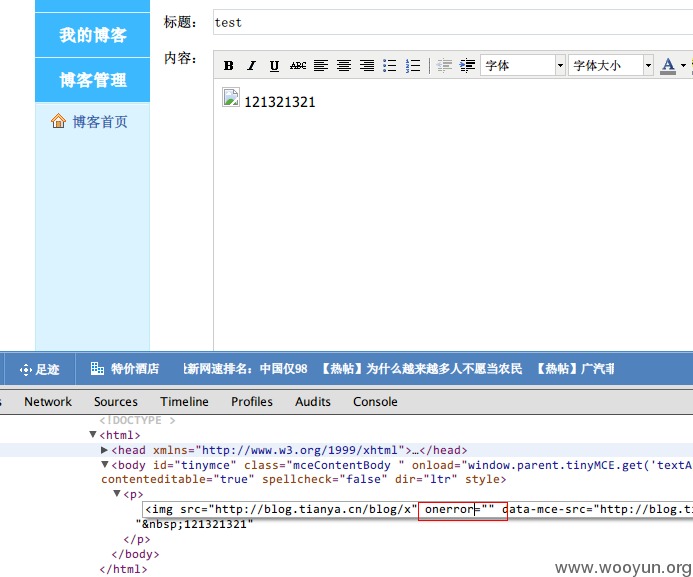 我的博客
博客管理
博客首页
标题： test
内容：
B I U ABC 字体 字体大小 A
121321321
足迹 特价酒店 最新网速排名：中国仅98 【热帖】为什么越来越多人不愿当农民 【热帖】广汽菲
Network Sources Timeline Profiles Audits Console
<!DOCTYPE >
▼<html>
▶<head xmlns="http://www.w3.org/1999/xhtml">…</head>
▼<body id="tinymce" class="mceContentBody " onload="window.parent.tinyMCE.get('textA
contenteditable="true" spellcheck="false" dir="ltr" style>
▼<p>
<img src="http://blog.tianya.cn/blog/x" onerror="" data-mce-src="http://blog.ti
"&nbsp;121321321"
</p>
</body>
</html>
www.wooyun.org